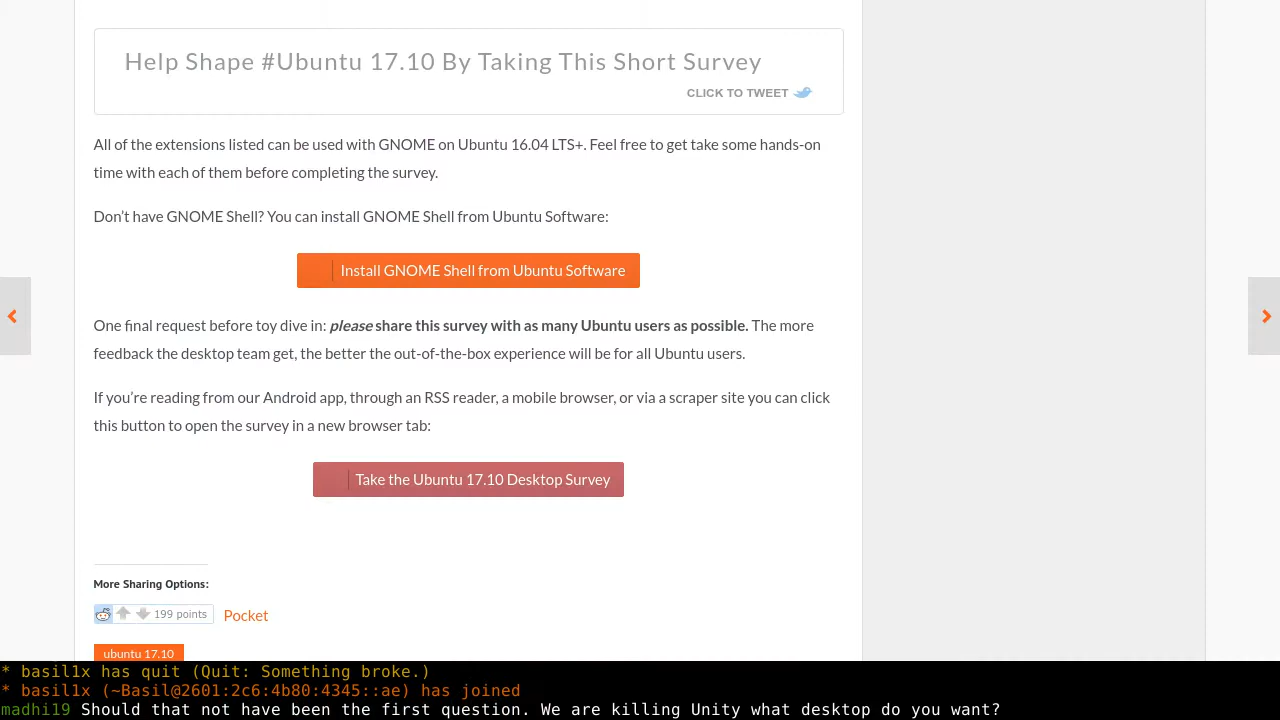 Help Shape #Ubuntu 17.10 By Taking This Short Survey
CLICK TO TWEET
All of the extensions listed can be used with GNOME on Ubuntu 16.04 LTS+. Feel free to get take some hands-on
time with each of them before completing the survey.
Don’t have GNOME Shell? You can install GNOME Shell from Ubuntu Software:
Install GNOME Shell from Ubuntu Software
One final request before toy dive in: please share this survey with as many Ubuntu users as possible. The more
feedback the desktop team get, the better the out-of-the-box experience will be for all Ubuntu users.
If you’re reading from our Android app, through an RSS reader, a mobile browser, or via a scraper site you can click
this button to open the survey in a new browser tab:
Take the Ubuntu 17.10 Desktop Survey
More Sharing Options:
199 points Pocket
ubuntu 17.10
* basil1x has quit (Quit: Something broke.)
* basil1x (~Basil@2601:2c6:4b80:4345::ae) has joined
madhi19 Should that not have been the first question. We are killing Unity what desktop do you want?